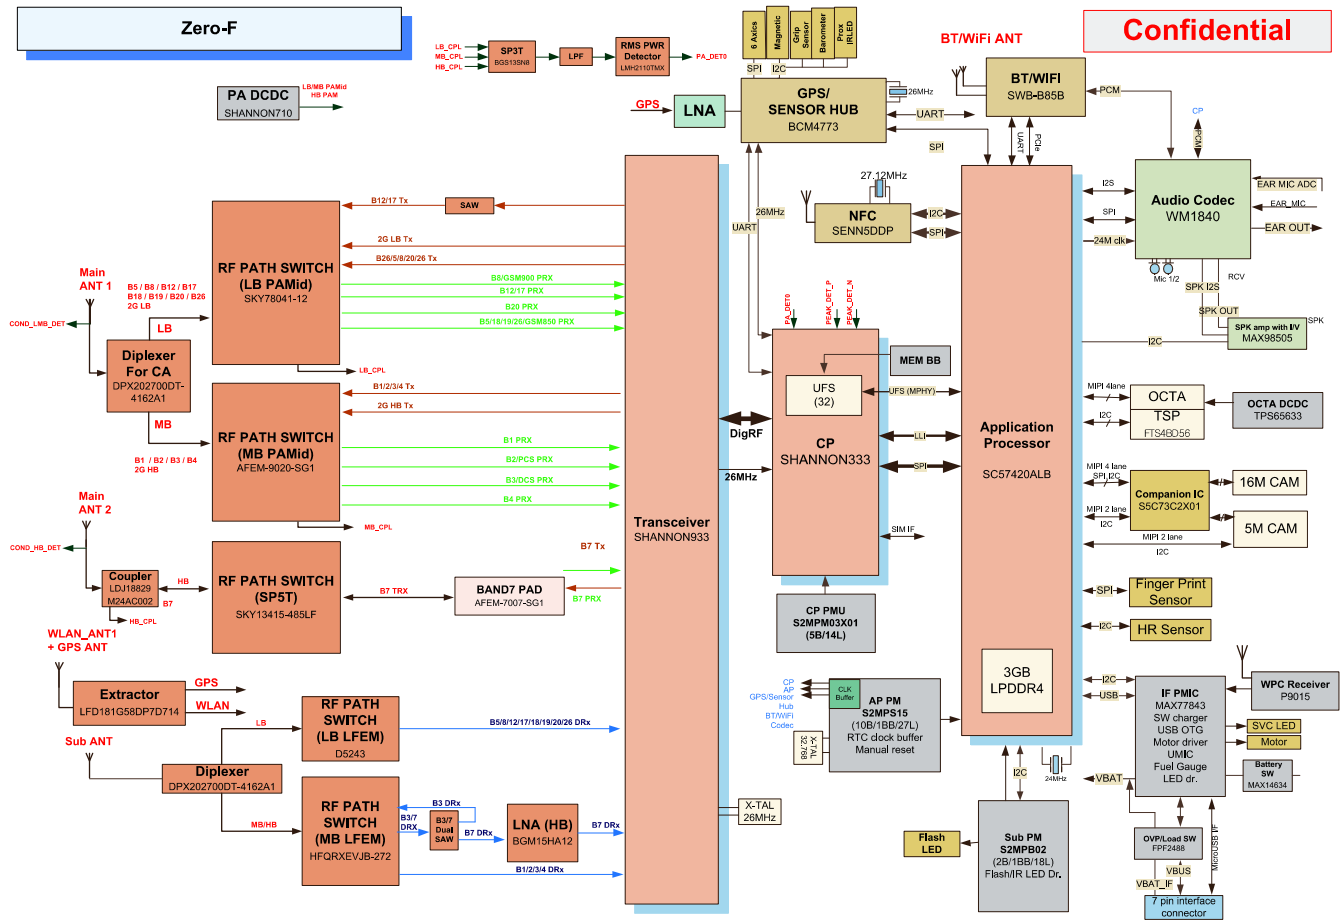 Zero-F
Confidential
LB_CPL
MB_CPL
HB_CPL
SP3T
BGS13SN8
LPF
RMS PWR
Detector
LMH2110TMX
PA_DET0
PA DCDC
SHANNON710
LB/MB PAMid
HB PAM
6 Axics
Magnetic
Grip
Sensor
Barometer
Prox
IRLED
SPI
I2C
GPS
LNA
GPS/
SENSOR HUB
BCM4773
26MHz
UART
SPI
BT/WiFi ANT
BT/WIFI
SWB-B85B
PCM
UART
PCIe
CP
PCM
Audio Codec
WM1840
I2S
SPI
24M clk
EAR MIC ADC
EAR_MIC
EAR OUT
Mic 1/2
RCV
SPK I2S
SPK OUT
SPK
SPK amp with I/V
MAX98505
I2C
27.12MHz
NFC
SENN5DDP
I2C
SPI
UART
26MHz
Main
ANT 1
COND_LMB_DET
B5 / B8 / B12 / B17
B18 / B19 / B20 / B26
2G LB
LB
Diplexer
For CA
DPX202700DT-
4162A1
MB
B1 / B2 / B3 / B4
2G HB
RF PATH SWITCH
(LB PAMid)
SKY78041-12
B12/17 Tx
SAW
2G LB Tx
B26/5/8/20/26 Tx
B8/GSM900 PRX
B12/17 PRX
B20 PRX
B5/18/19/26/GSM850 PRX
LB_CPL
RF PATH SWITCH
(MB PAMid)
AFEM-9020-SG1
B1/2/3/4 Tx
2G HB Tx
B1 PRX
B2/PCS PRX
B3/DCS PRX
B4 PRX
MB_CPL
Main
ANT 2
COND_HB_DET
Coupler
LDJ18829
M24AC002
HB
B7
HB_CPL
RF PATH SWITCH
(SP5T)
SKY13415-485LF
B7 TRX
BAND7 PAD
AFEM-7007-SG1
B7 Tx
B7 PRX
WLAN_ANT1
+ GPS ANT
Extractor
LFD181G58DP7D714
GPS
WLAN
Sub ANT
Diplexer
DPX202700DT-4162A1
LB
MB/HB
RF PATH
SWITCH
(LB LFEM)
D5243
B5/8/12/17/18/19/20/26 DRx
RF PATH
SWITCH
(MB LFEM)
HFQRXEVJB-272
B3 DRx
B3/7
DRX
B3/7
Dual
SAW
B7 DRx
LNA (HB)
BGM15HA12
B7 DRx
B1/2/3/4 DRx
Transceiver
SHANNON933
X-TAL
26MHz
DigRF
26MHz
PA_DET0
PEAK_DET_P
PEAK_DET_N
UFS
(32)
MEM BB
UFS (MPHY)
CP
SHANNON333
LLI
SPI
SIM IF
CP PMU
S2MPM03X01
(5B/14L)
Application
Processor
SC57420ALB
3GB
LPDDR4
CP
AP
GPS/Sensor
Hub
BT/WiFi
Codec
CLK
Buffer
X-TAL
32.768
AP PM
S2MPS15
(10B/1BB/27L)
RTC clock buffer
Manual reset
I2C
24MHz
Flash
LED
Sub PM
S2MPB02
(2B/1BB/18L)
Flash/IR LED Dr.
MIPI 4lane
I2C
OCTA
TSP
FTS4BD56
OCTA DCDC
TPS65633
MIPI 4 lane
SPI I2C
MIPI 2 lane
I2C
Companion IC
S5C73C2X01
16M CAM
5M CAM
MIPI 2 lane
I2C
SPI
Finger Print
Sensor
I2C
HR Sensor
I2C
USB
IF PMIC
MAX77843
SW charger
USB OTG
Motor driver
UMIC
Fuel Gauge
LED dr.
WPC Receiver
P9015
SVC LED
Motor
Battery
SW
MAX14634
VBAT
OVP/Load SW
FPF2488
MicroUSB I/F
VBUS
VBAT_IF
7 pin interface
connector